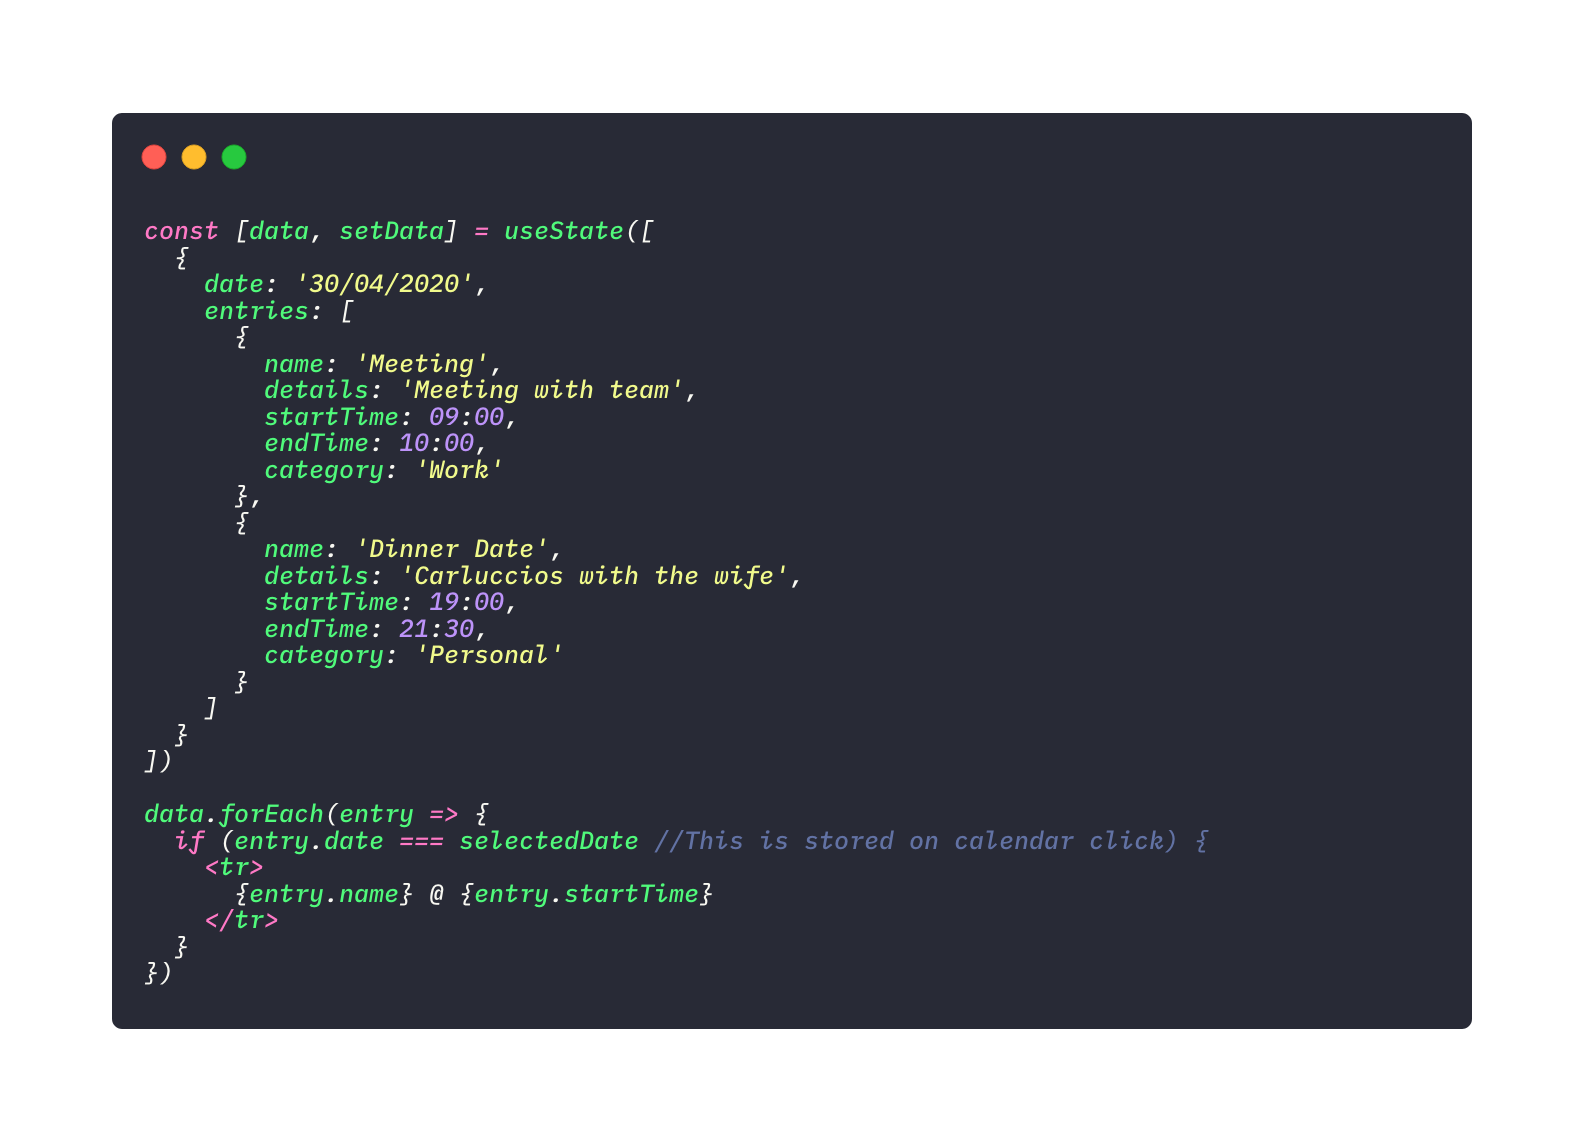 const [data, setData] = useState([
  {
    date: '30/04/2020',
    entries: [
      {
        name: 'Meeting',
        details: 'Meeting with team',
        startTime: 09:00,
        endTime: 10:00,
        category: 'Work'
      },
      {
        name: 'Dinner Date',
        details: 'Carluccios with the wife',
        startTime: 19:00,
        endTime: 21:30,
        category: 'Personal'
      }
    ]
  }
])

data.forEach(entry => {
  if (entry.date === selectedDate //This is stored on calendar click) {
    <tr>
      {entry.name} @ {entry.startTime}
    </tr>
  }
})